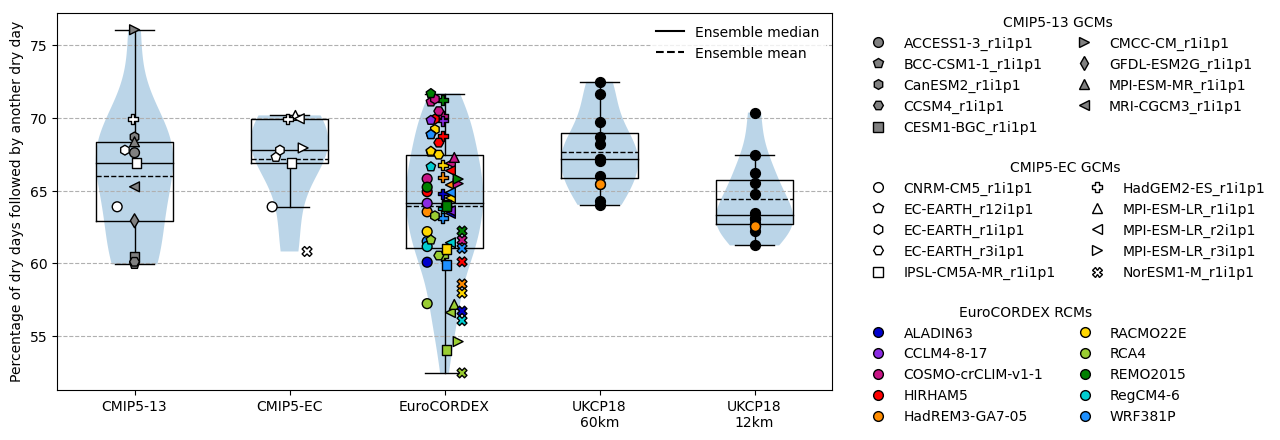 Percentage of dry days followed by another dry day
75
70
65
60
55
Ensemble median
Ensemble mean
CMIP5-13
CMIP5-EC
EuroCORDEX
UKCP18
60km
UKCP18
12km
CMIP5-13 GCMs
ACCESS1-3_r1i1p1
BCC-CSM1-1_r1i1p1
CanESM2_r1i1p1
CCSM4_r1i1p1
CESM1-BGC_r1i1p1
CMCC-CM_r1i1p1
GFDL-ESM2G_r1i1p1
MPI-ESM-MR_r1i1p1
MRI-CGCM3_r1i1p1
CMIP5-EC GCMs
CNRM-CM5_r1i1p1
EC-EARTH_r12i1p1
EC-EARTH_r1i1p1
EC-EARTH_r3i1p1
IPSL-CM5A-MR_r1i1p1
HadGEM2-ES_r1i1p1
MPI-ESM-LR_r1i1p1
MPI-ESM-LR_r2i1p1
MPI-ESM-LR_r3i1p1
NorESM1-M_r1i1p1
EuroCORDEX RCMs
ALADIN63
CCLM4-8-17
COSMO-crCLIM-v1-1
HIRHAM5
HadREM3-GA7-05
RACMO22E
RCA4
REMO2015
RegCM4-6
WRF381P